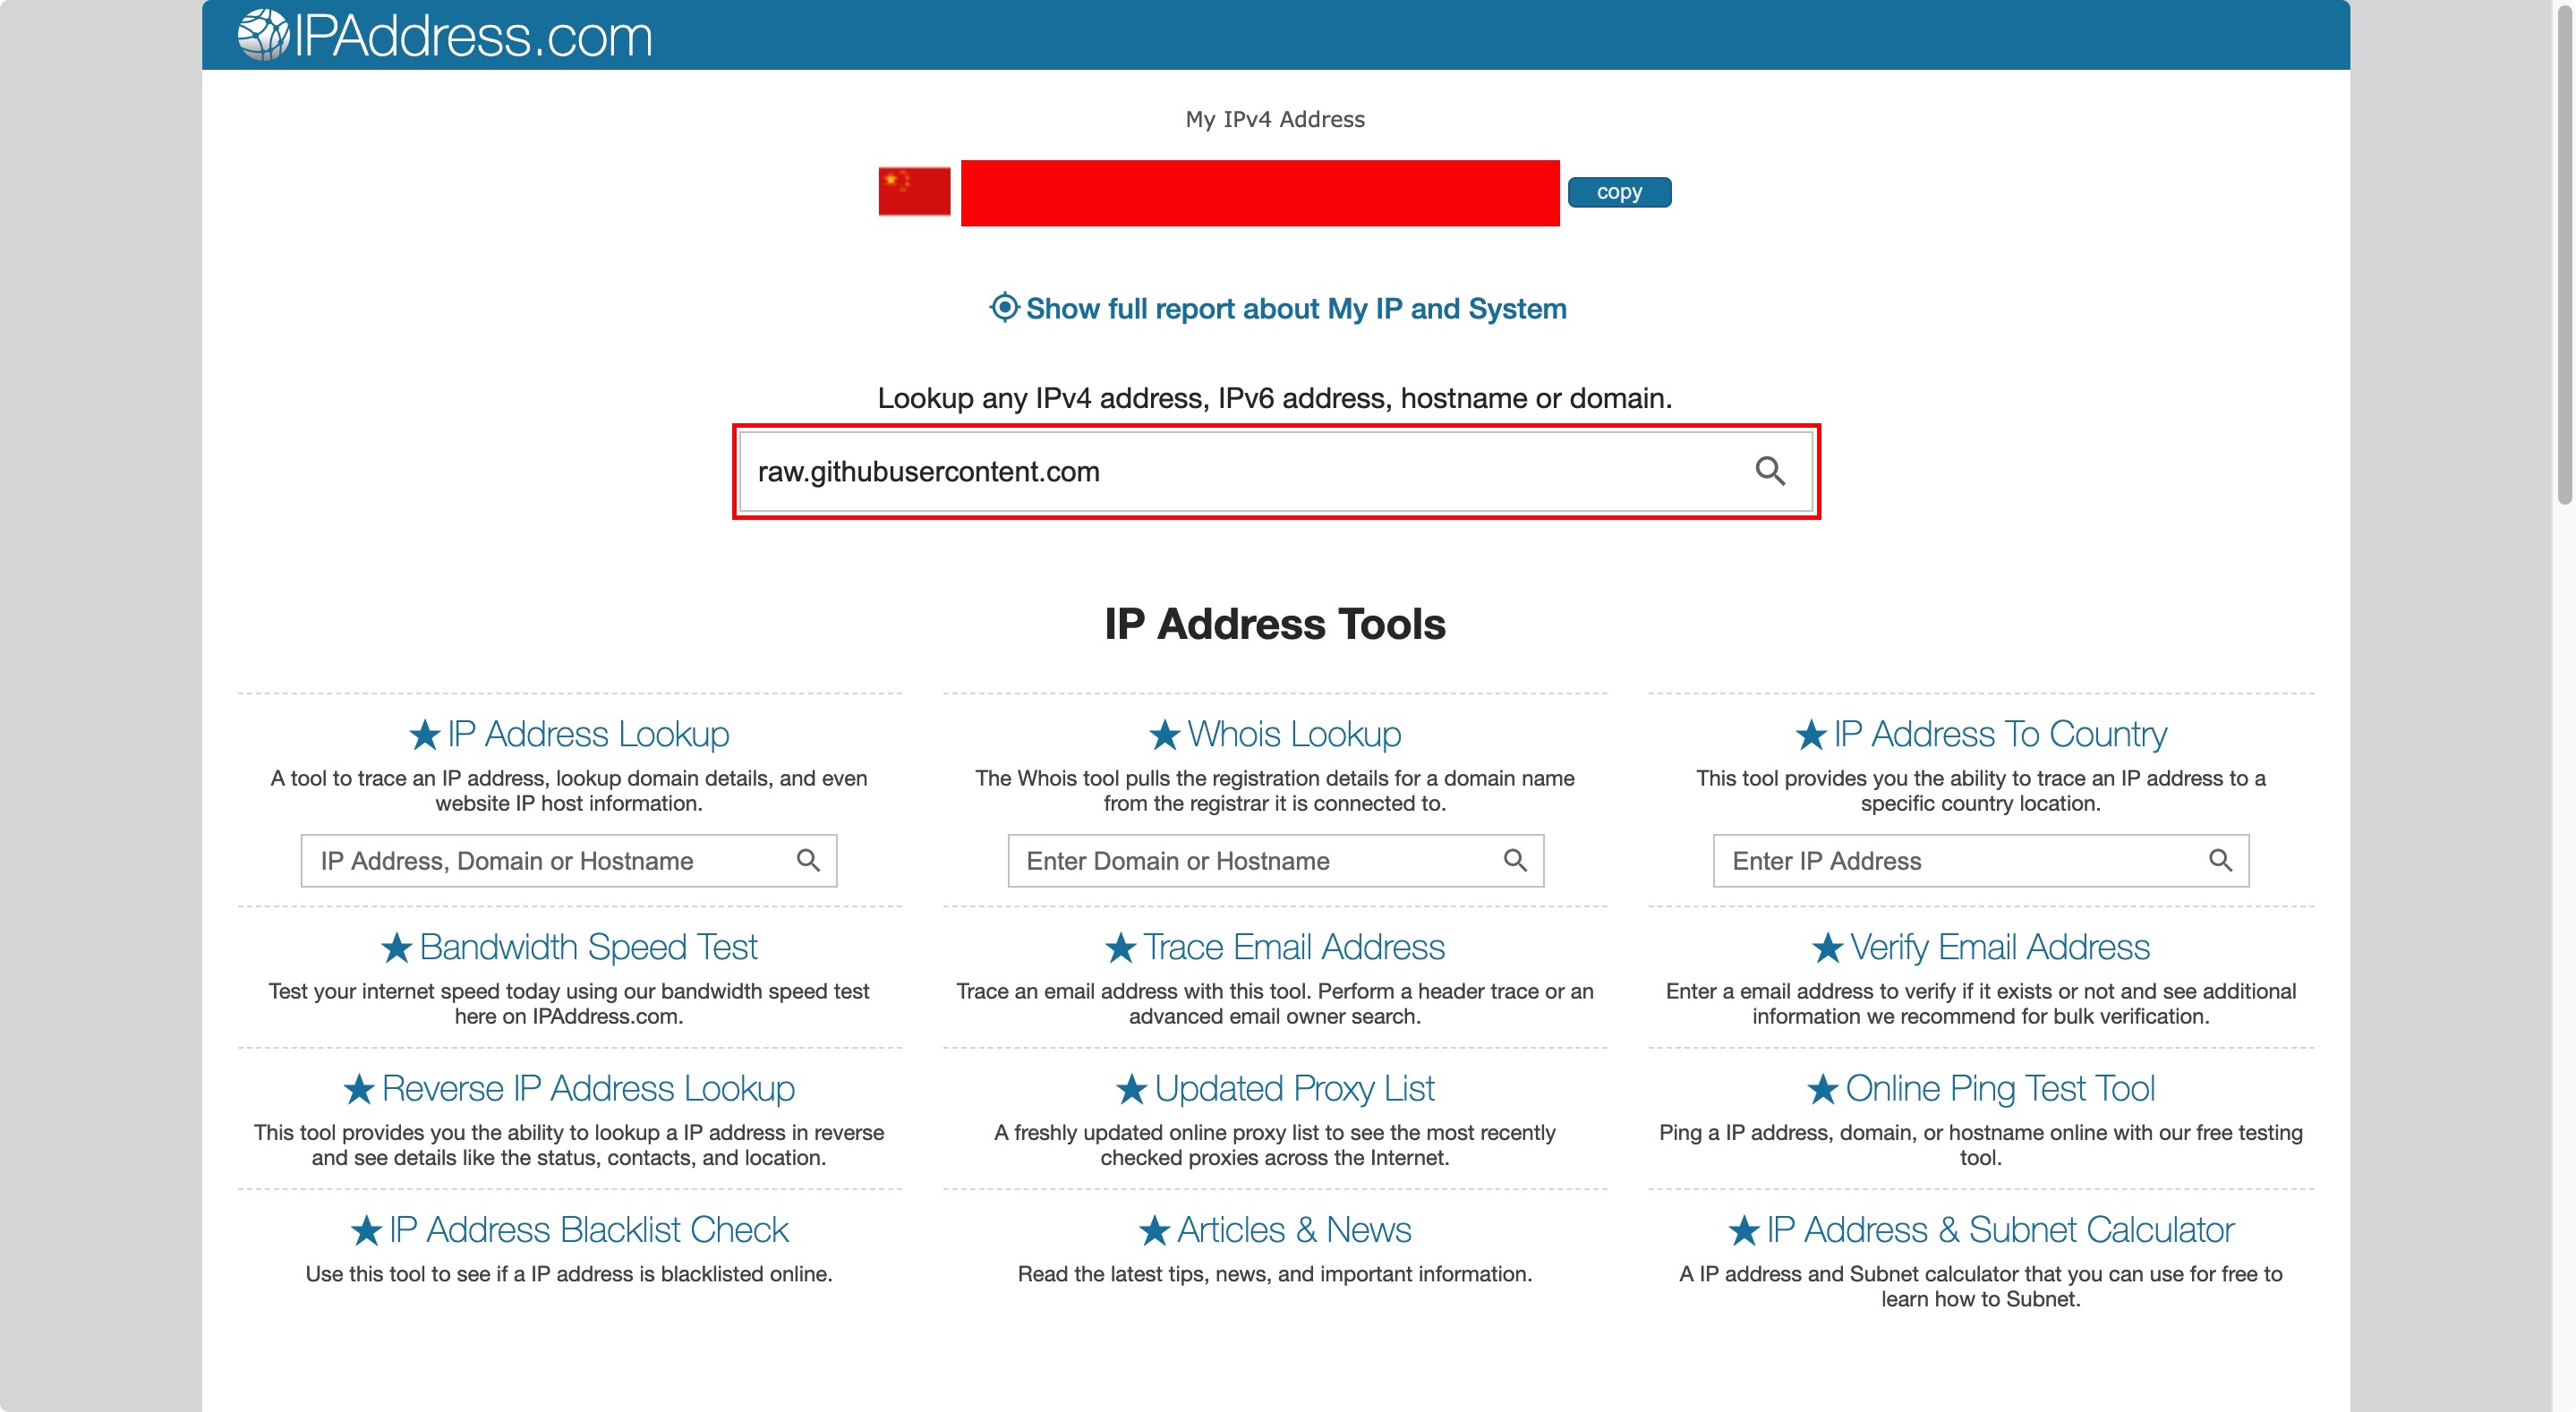 IPAddress.com
My IPv4 Address
copy
Show full report about My IP and System
Lookup any IPv4 address, IPv6 address, hostname or domain.
raw.githubusercontent.com
IP Address Tools
IP Address Lookup
A tool to trace an IP address, lookup domain details, and even
website IP host information.
IP Address, Domain or Hostname
Whois Lookup
The Whois tool pulls the registration details for a domain name
from the registrar it is connected to.
Enter Domain or Hostname
IP Address To Country
This tool provides you the ability to trace an IP address to a
specific country location.
Enter IP Address
Bandwidth Speed Test
Test your internet speed today using our bandwidth speed test
here on IPAddress.com.
Trace Email Address
Trace an email address with this tool. Perform a header trace or an
advanced email owner search.
Verify Email Address
Enter a email address to verify if it exists or not and see additional
information we recommend for bulk verification.
Reverse IP Address Lookup
This tool provides you the ability to lookup a IP address in reverse
and see details like the status, contacts, and location.
Updated Proxy List
A freshly updated online proxy list to see the most recently
checked proxies across the Internet.
Online Ping Test Tool
Ping a IP address, domain, or hostname online with our free testing
tool.
IP Address Blacklist Check
Use this tool to see if a IP address is blacklisted online.
Articles & News
Read the latest tips, news, and important information.
IP Address & Subnet Calculator
A IP address and Subnet calculator that you can use for free to
learn how to Subnet.